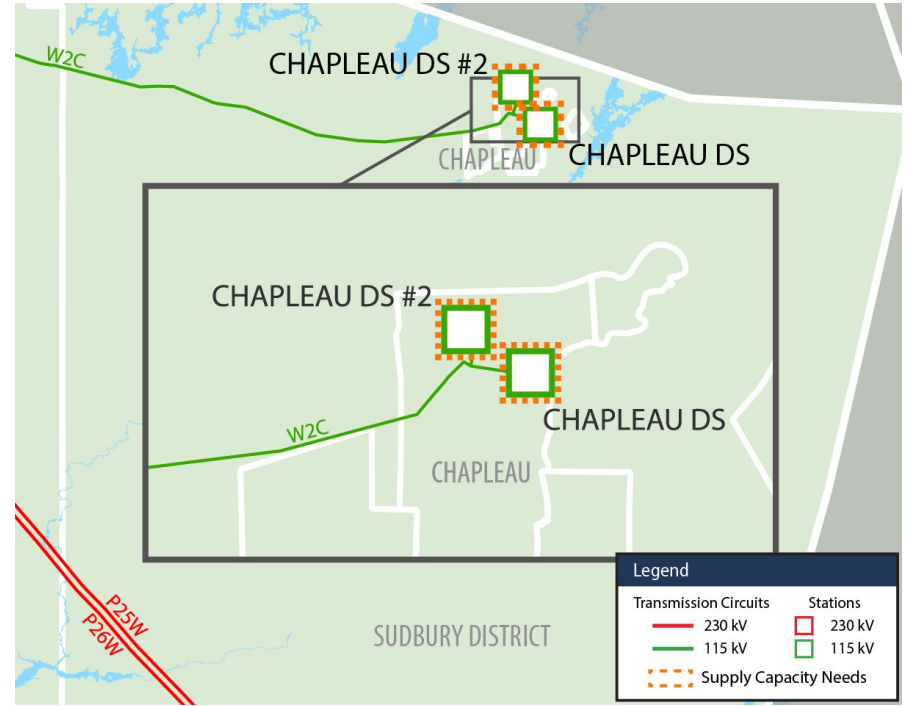 W2C
CHAPLEAU DS #2
CHAPLEAU DS
CHAPLEAU
CHAPLEAU DS #2
CHAPLEAU DS
W2C
CHAPLEAU
P25W
P26W
SUDBURY DISTRICT
Legend
Transmission Circuits Stations
230 kV 230 kV
115 kV 115 kV
Supply Capacity Needs